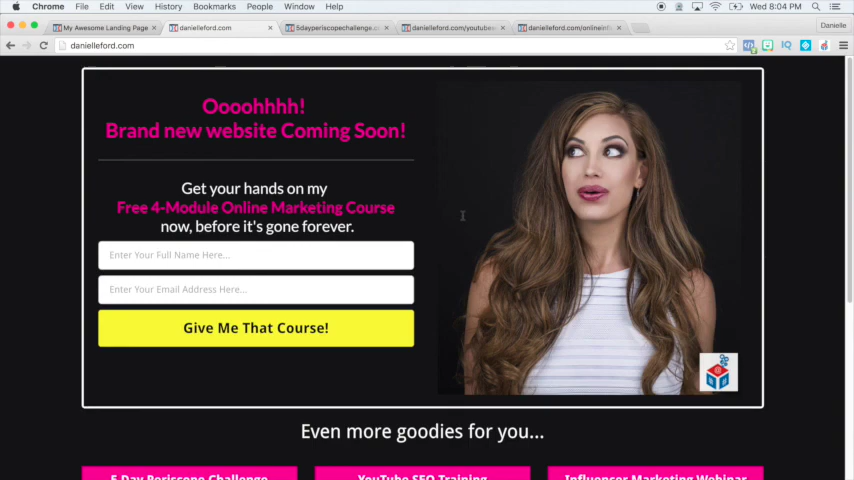 Chrome File Edit View History Bookmarks People Window Help Wed 8:04 PM
My Awesome Landing Page danielleford.com 5dayperiscopechallenge.co danielleford.com/youtubese danielleford.com/onlineinfl Danielle
danielleford.com
Oooohhhh!
Brand new website Coming Soon!
Get your hands on my
Free 4-Module Online Marketing Course
now, before it's gone forever.
Enter Your Full Name Here...
Enter Your Email Address Here...
Give Me That Course!
Even more goodies for you...
5 Day Periscope Challenge YouTube SEO Training Influencer Marketing Webinar